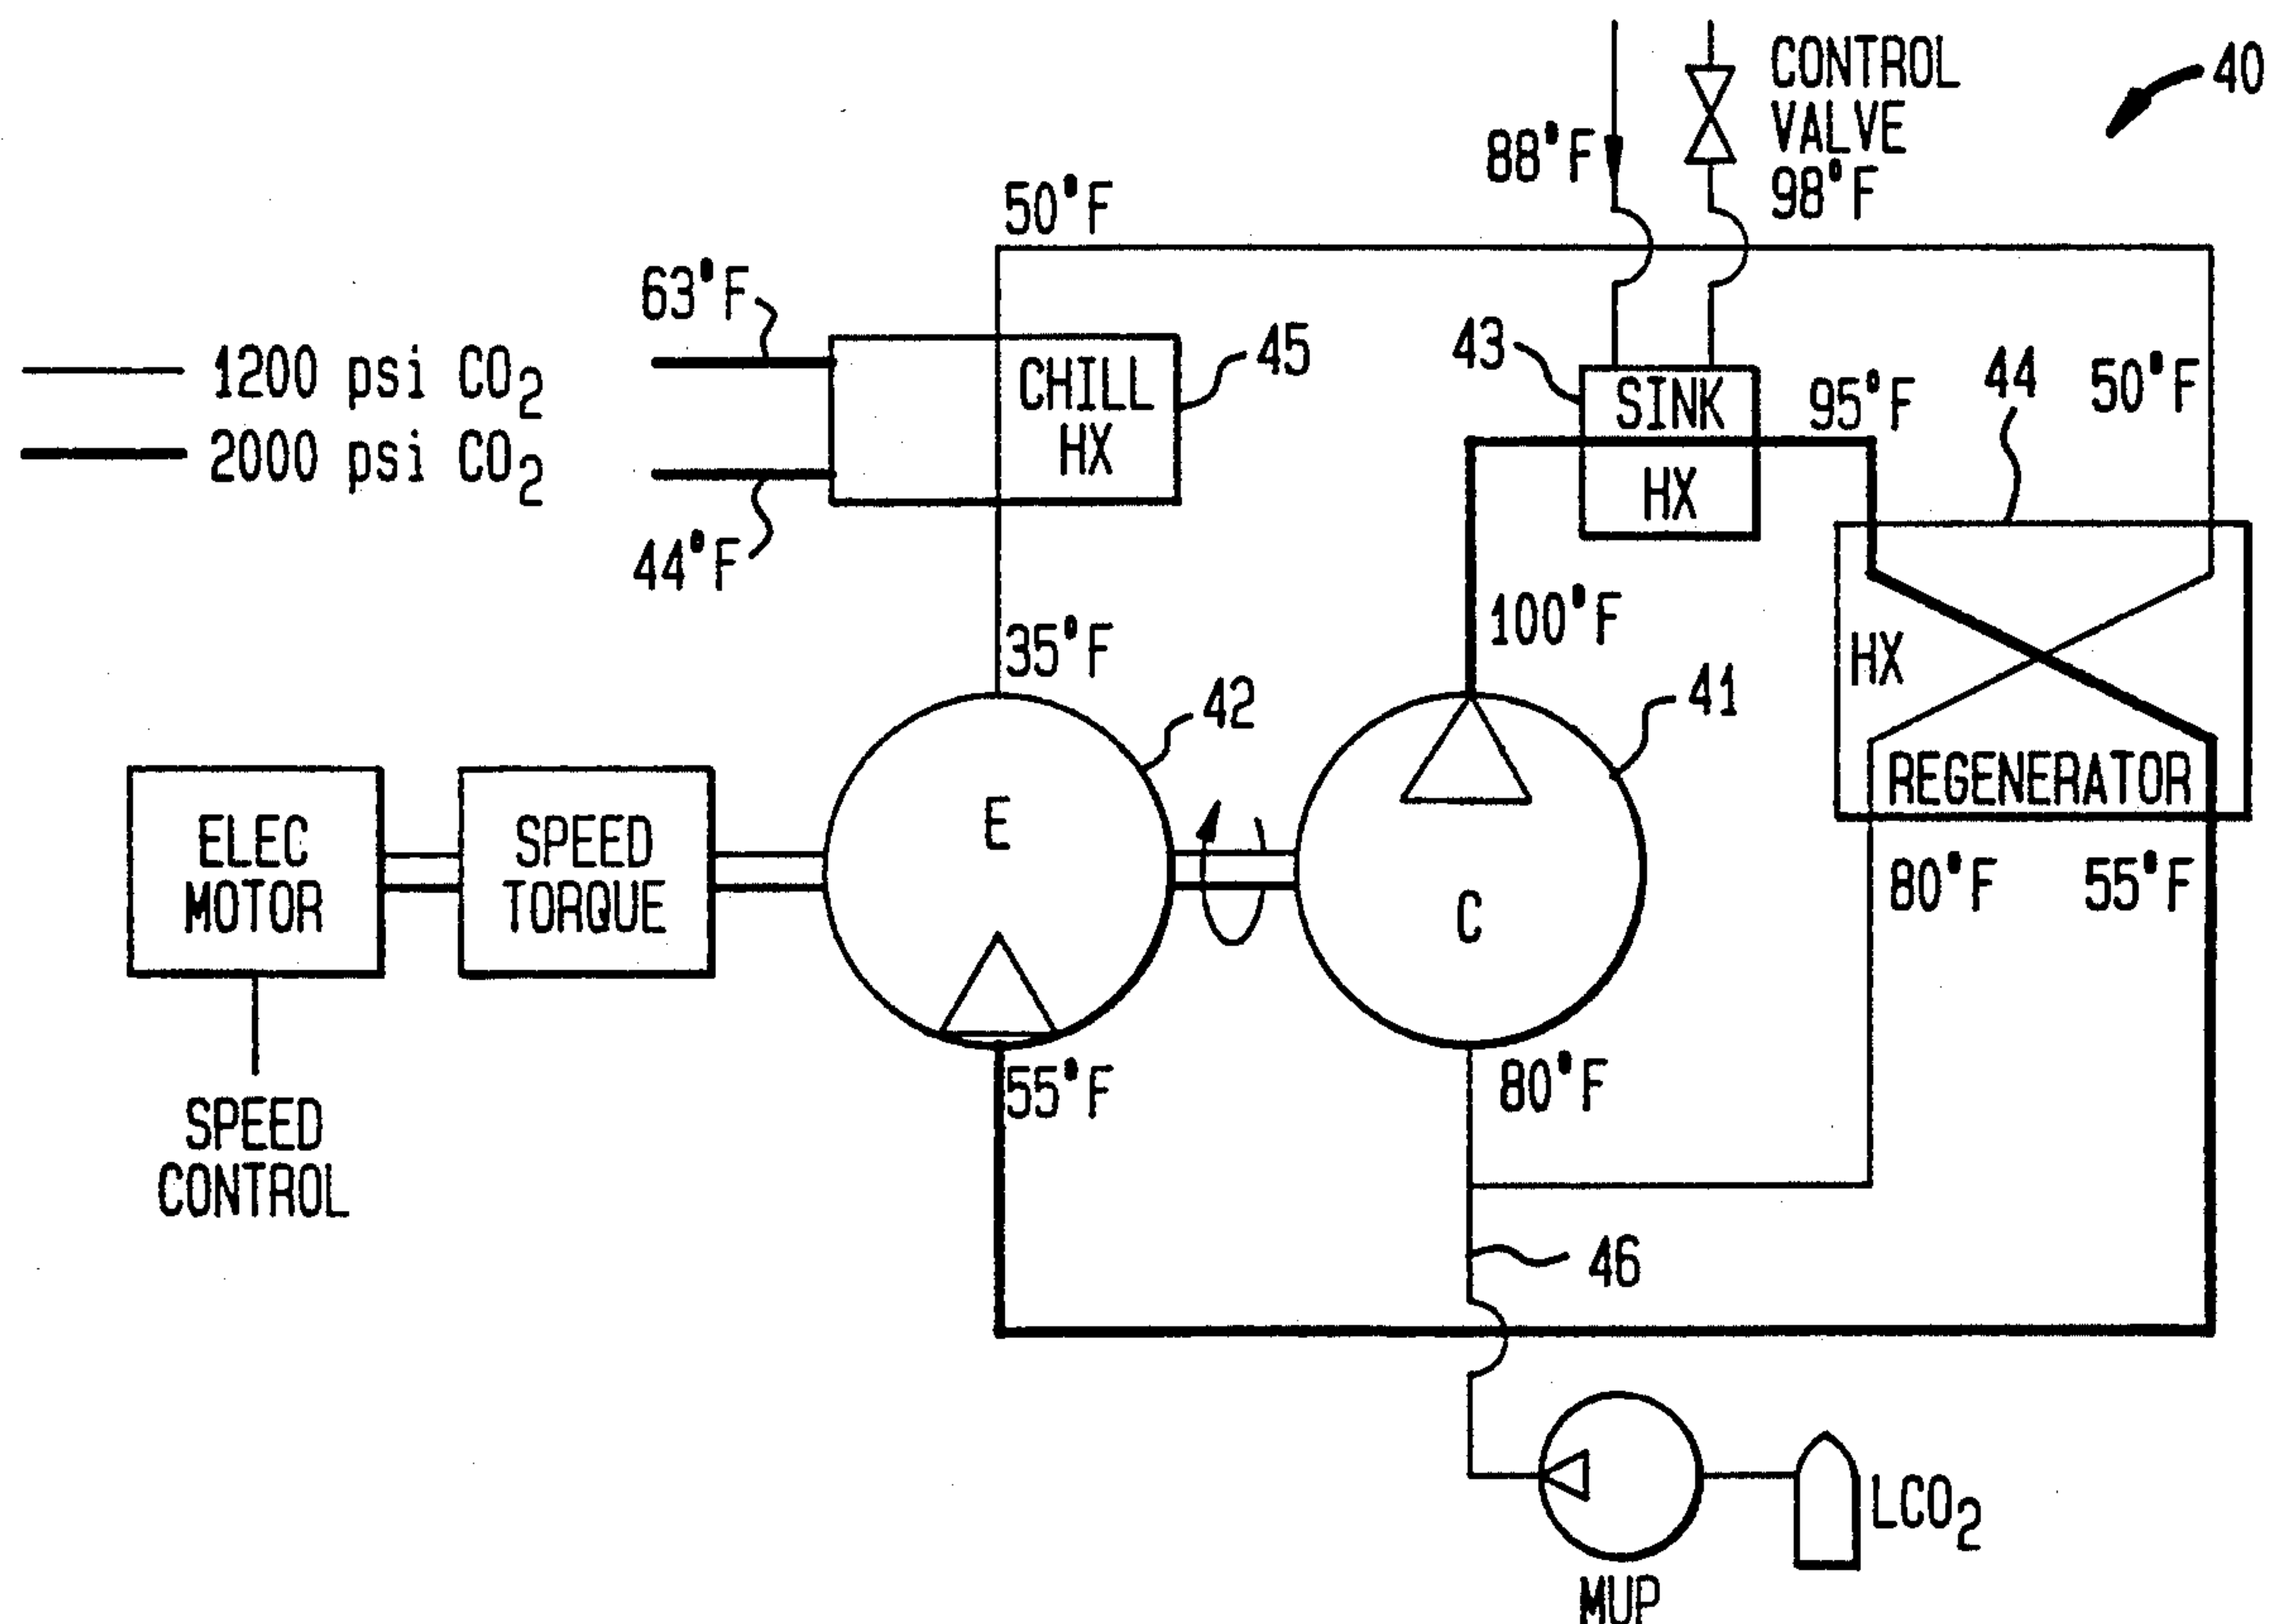 CONTROL
VALVE
98°F
40
88°F
50°F
63°F
1200 psi CO2
2000 psi CO2
CHILL
HX
45
43
SINK
HX
95°F
44
50°F
44°F
35°F
100°F
HX
REGENERATOR
42
41
ELEC
MOTOR
SPEED
TORQUE
E
C
80°F
55°F
55°F
80°F
SPEED
CONTROL
46
LCO2
MUP